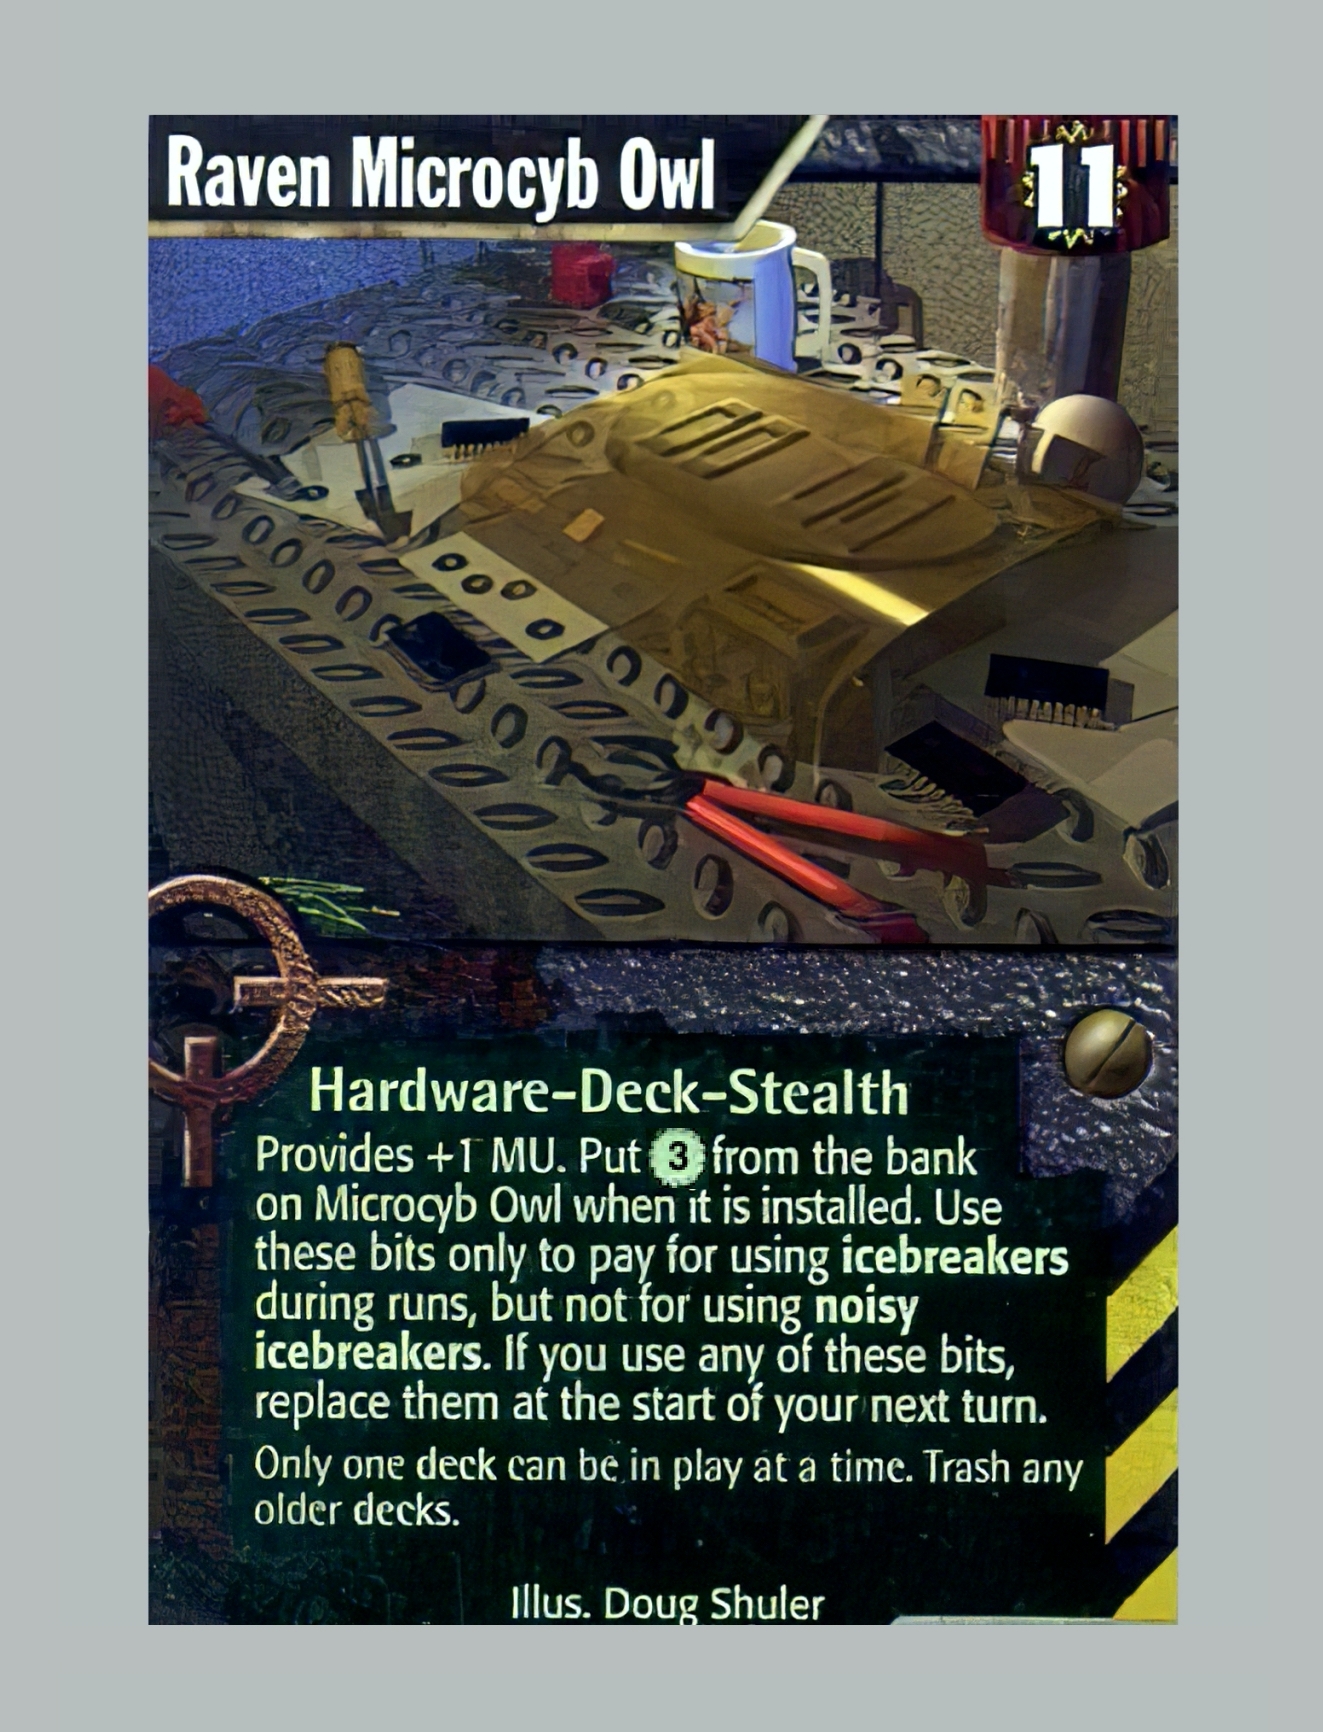 Raven Microcyb Owl
11
Hardware-Deck-Stealth
Provides +1 MU. Put 3 from the bank
on Microcyb Owl when it is installed. Use
these bits only to pay for using icebreakers
during runs, but not for using noisy
icebreakers. If you use any of these bits,
replace them at the start of your next turn.
Only one deck can be in play at a time. Trash any
older decks.
Illus. Doug Shuler